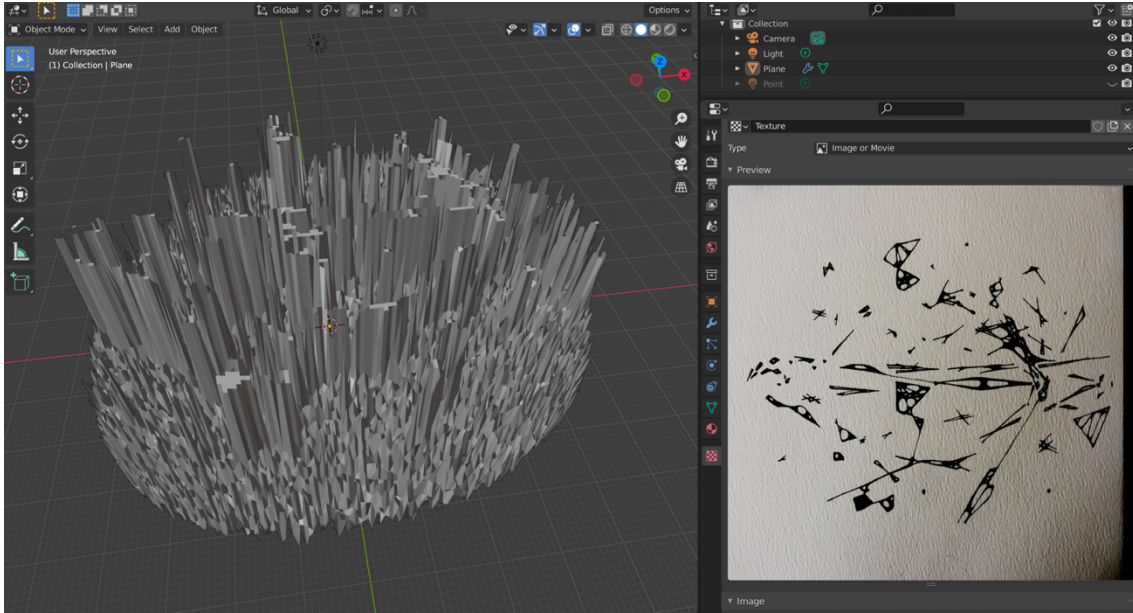 Global
Options
Object Mode
View
Select
Add
Object
User Perspective
(1) Collection | Plane
Z
X
Collection
Camera
Light
Plane
Point
Texture
Type
Image or Movie
Preview
Image